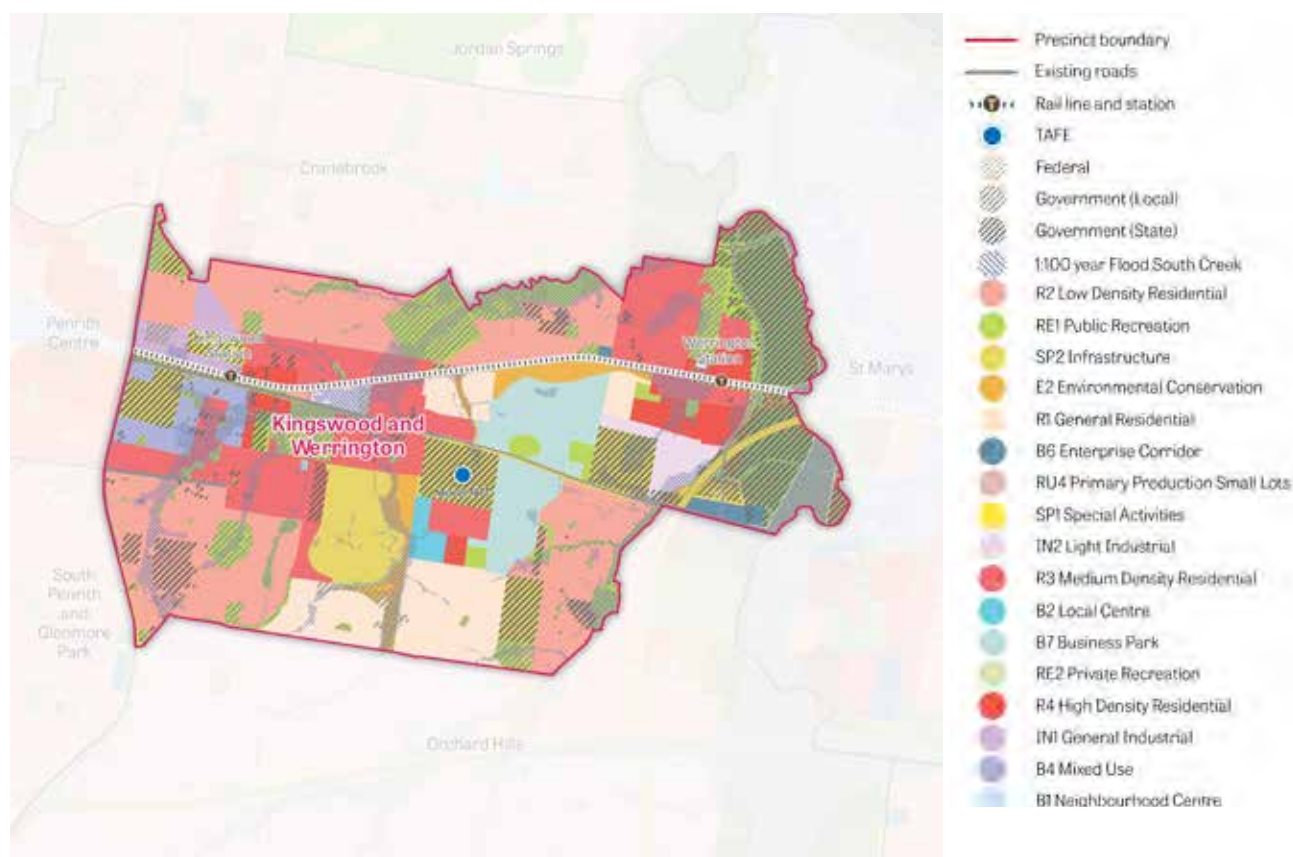 Jordan Springs
Cranebrook
Penrith
Centre
Station
Werrington
Station
St Marys
Kingswood and
Werrington
South
Penrith
and
Glenmore
Park
Orchard Hills
Precinct boundary
Existing roads
T Rail line and station
TAFE
Federal
Government (Local)
Government (State)
1:100 year Flood South Creek
R2 Low Density Residential
RE1 Public Recreation
SP2 Infrastructure
E2 Environmental Conservation
R1 General Residential
B6 Enterprise Corridor
RU4 Primary Production Small Lots
SP1 Special Activities
IN2 Light Industrial
R3 Medium Density Residential
B2 Local Centre
B7 Business Park
RE2 Private Recreation
R4 High Density Residential
IN1 General Industrial
B4 Mixed Use
B1 Neighbourhood Centre